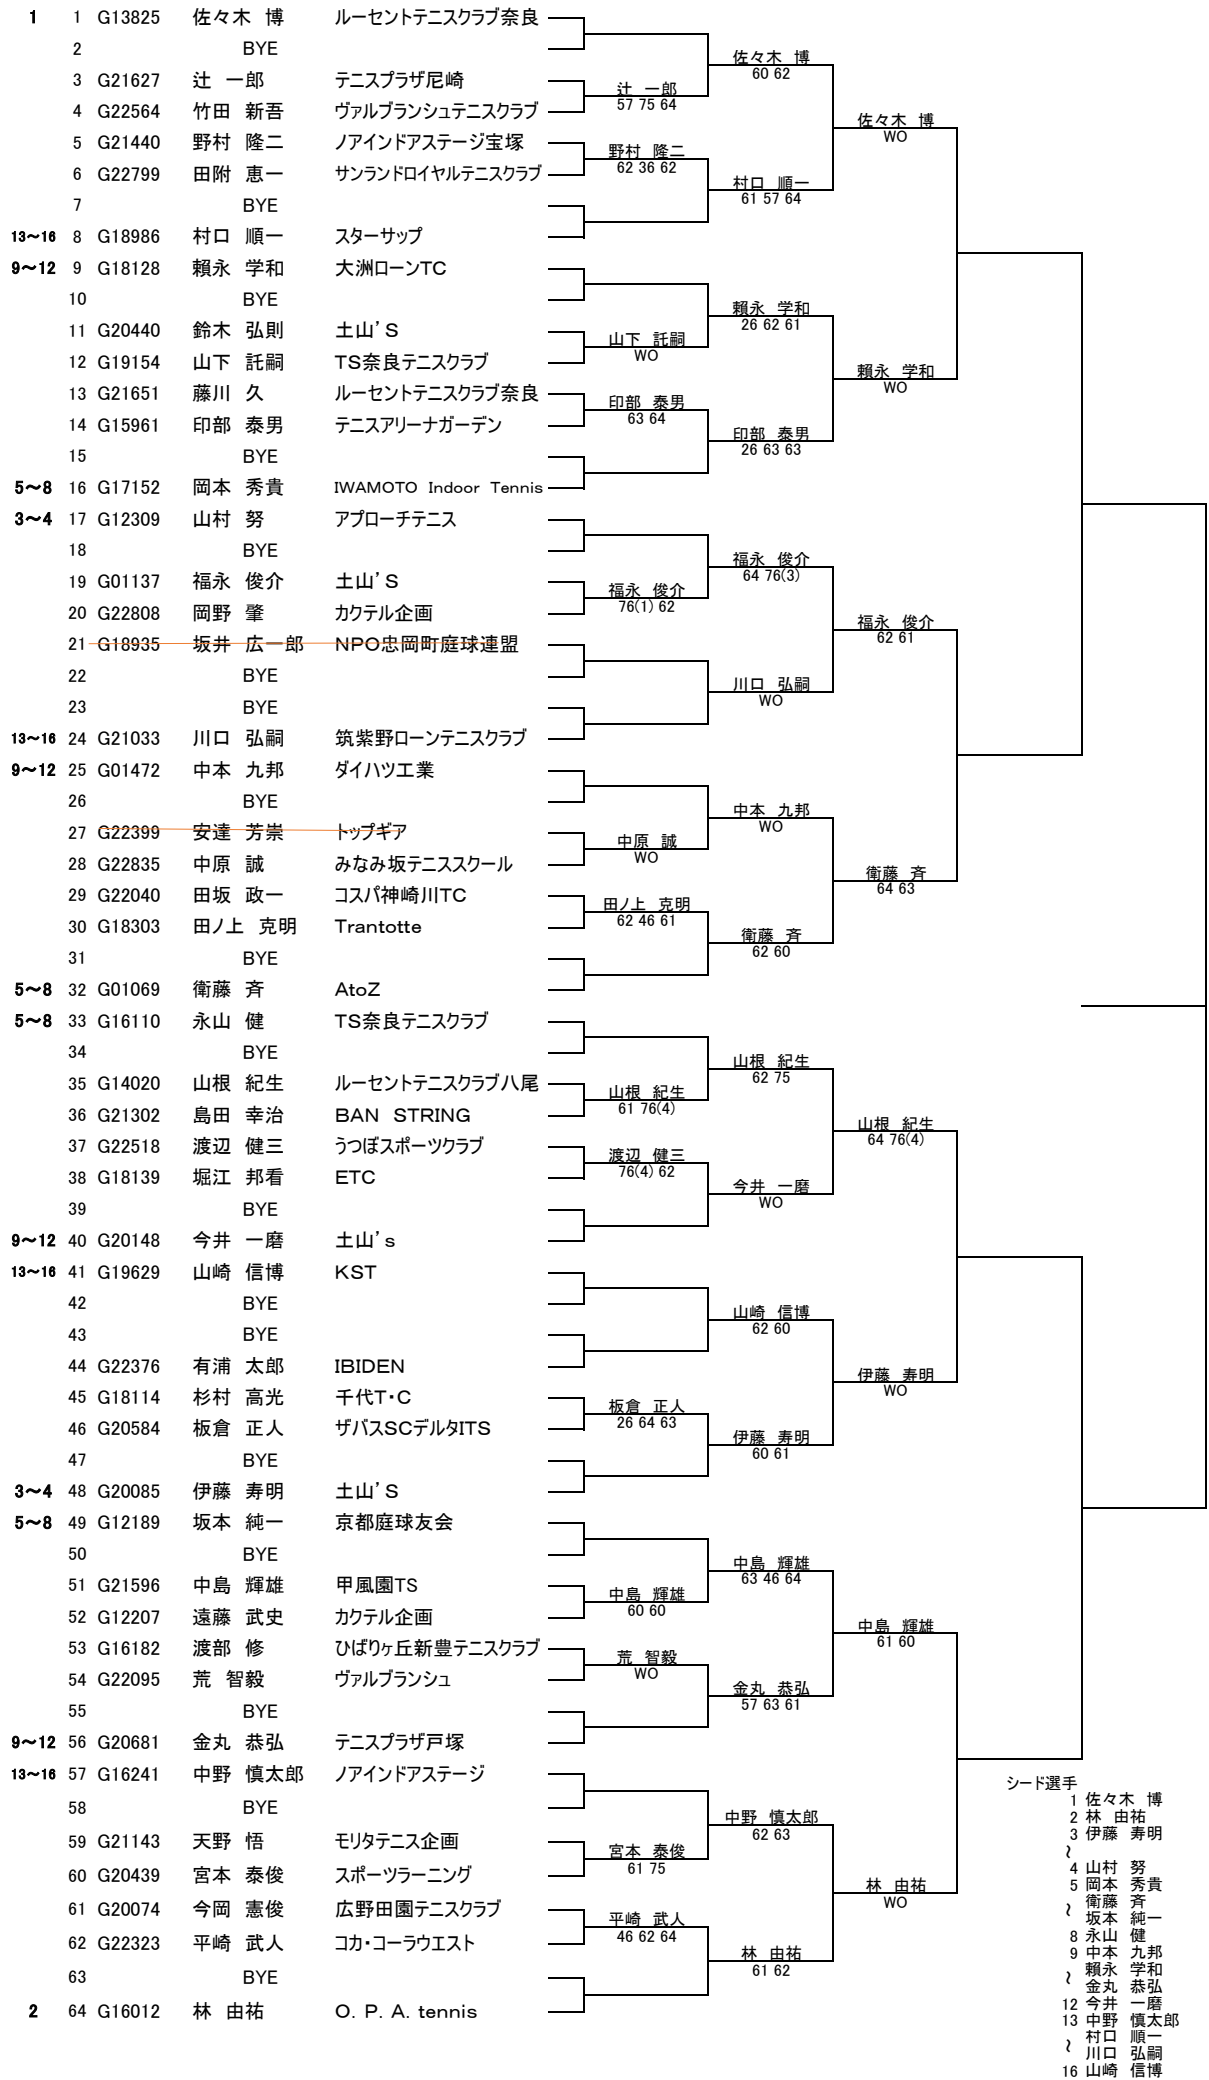 1 1 G13825 佐々木 博 ルーセントテニスクラブ奈良
2 BYE
佐々木 博
60 62
3 G21627 辻 一郎 テニスプラザ尼崎
辻 一郎
57 75 64
4 G22564 竹田 新吾 ヴァルブランシュテニスクラブ
佐々木 博
WO
5 G21440 野村 隆二 ノアインドアステージ宝塚
野村 隆二
62 36 62
6 G22799 田附 恵一 サンランドロイヤルテニスクラブ
村口 順一
61 57 64
7 BYE
13～16 8 G18986 村口 順一 スターサップ
9～12 9 G18128 賴永 学和 大洲ローンTC
10 BYE
賴永 学和
26 62 61
11 G20440 鈴木 弘則 土山'S
山下 託嗣
WO
12 G19154 山下 託嗣 TS奈良テニスクラブ
賴永 学和
WO
13 G21651 藤川 久 ルーセントテニスクラブ奈良
印部 泰男
63 64
14 G15961 印部 泰男 テニスアリーナガーデン
印部 泰男
26 63 63
15 BYE
5～8 16 G17152 岡本 秀貴 IWAMOTO Indoor Tennis
3～4 17 G12309 山村 努 アプローチテニス
18 BYE
福永 俊介
64 76(3)
19 G01137 福永 俊介 土山'S
福永 俊介
76(1) 62
20 G22808 岡野 肇 カクテル企画
福永 俊介
62 61
21 G18935 坂井 広一郎 NPO忠岡町庭球連盟
22 BYE
川口 弘嗣
WO
23 BYE
13～16 24 G21033 川口 弘嗣 筑紫野ローンテニスクラブ
9～12 25 G01472 中本 九邦 ダイハツ工業
26 BYE
中本 九邦
WO
27 G22399 安達 芳崇 トップギア
中原 誠
WO
28 G22835 中原 誠 みなみ坂テニススクール
衛藤 斉
64 63
29 G22040 田坂 政一 コスパ神崎川TC
田ノ上 克明
62 46 61
30 G18303 田ノ上 克明 Trantotte
衛藤 斉
62 60
31 BYE
5～8 32 G01069 衛藤 斉 AtoZ
5～8 33 G16110 永山 健 TS奈良テニスクラブ
34 BYE
山根 紀生
62 75
35 G14020 山根 紀生 ルーセントテニスクラブ八尾
山根 紀生
61 76(4)
36 G21302 島田 幸治 BAN STRING
山根 紀生
64 76(4)
37 G22518 渡辺 健三 うつぼスポーツクラブ
渡辺 健三
76(4) 62
38 G18139 堀江 邦看 ETC
今井 一磨
WO
39 BYE
9～12 40 G20148 今井 一磨 土山's
13～16 41 G19629 山崎 信博 KST
42 BYE
山崎 信博
62 60
43 BYE
44 G22376 有浦 太郎 IBIDEN
伊藤 寿明
WO
45 G18114 杉村 高光 千代T・C
板倉 正人
26 64 63
46 G20584 板倉 正人 ザバスSCデルタITS
伊藤 寿明
60 61
47 BYE
3～4 48 G20085 伊藤 寿明 土山'S
5～8 49 G12189 坂本 純一 京都庭球友会
50 BYE
中島 輝雄
63 46 64
51 G21596 中島 輝雄 甲風園TS
中島 輝雄
60 60
52 G12207 遠藤 武史 カクテル企画
中島 輝雄
61 60
53 G16182 渡部 修 ひばりヶ丘新豊テニスクラブ
荒 智毅
WO
54 G22095 荒 智毅 ヴァルブランシュ
金丸 恭弘
57 63 61
55 BYE
9～12 56 G20681 金丸 恭弘 テニスプラザ戸塚
13～16 57 G16241 中野 慎太郎 ノアインドアステージ
58 BYE
中野 慎太郎
62 63
59 G21143 天野 悟 モリタテニス企画
宮本 泰俊
61 75
60 G20439 宮本 泰俊 スポーツラーニング
林 由祐
WO
61 G20074 今岡 憲俊 広野田園テニスクラブ
平崎 武人
46 62 64
62 G22323 平崎 武人 コカ・コーラウエスト
林 由祐
61 62
63 BYE
2 64 G16012 林 由祐 O．P．A．tennis
シード選手
1 佐々木 博
2 林 由祐
3 伊藤 寿明
～
4 山村 努
5 岡本 秀貴
～ 衛藤 斉
坂本 純一
8 永山 健
9 中本 九邦
～ 賴永 学和
金丸 恭弘
12 今井 一磨
13 中野 慎太郎
～ 村口 順一
川口 弘嗣
16 山崎 信博